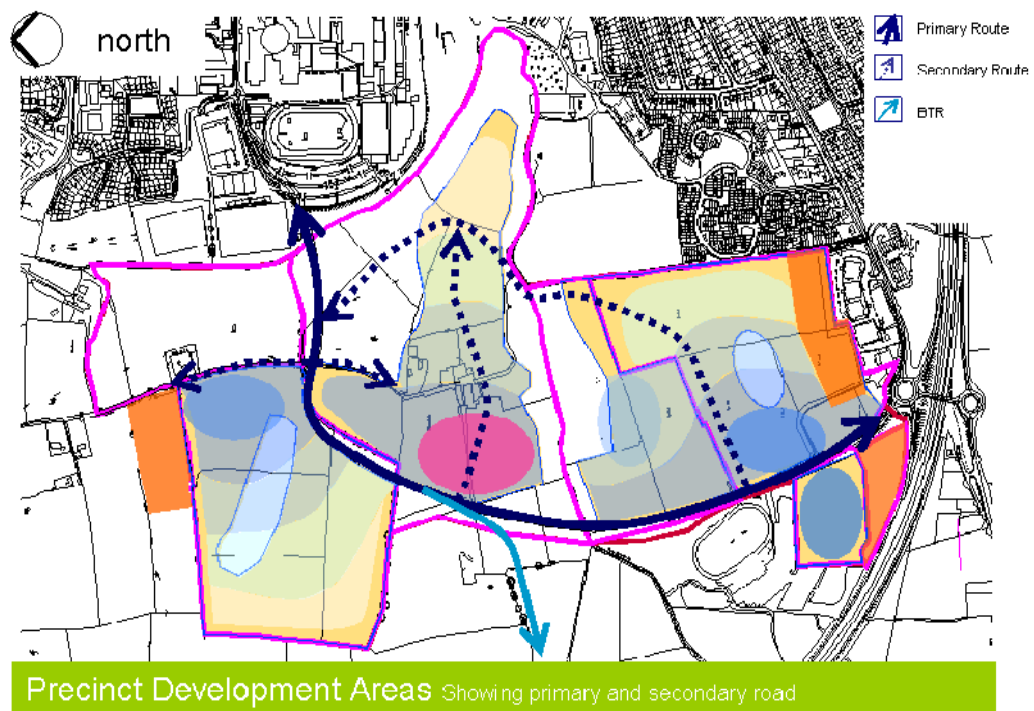 north
Primary Route
Secondary Route
BTR
Precinct Development Areas Showing primary and secondary road